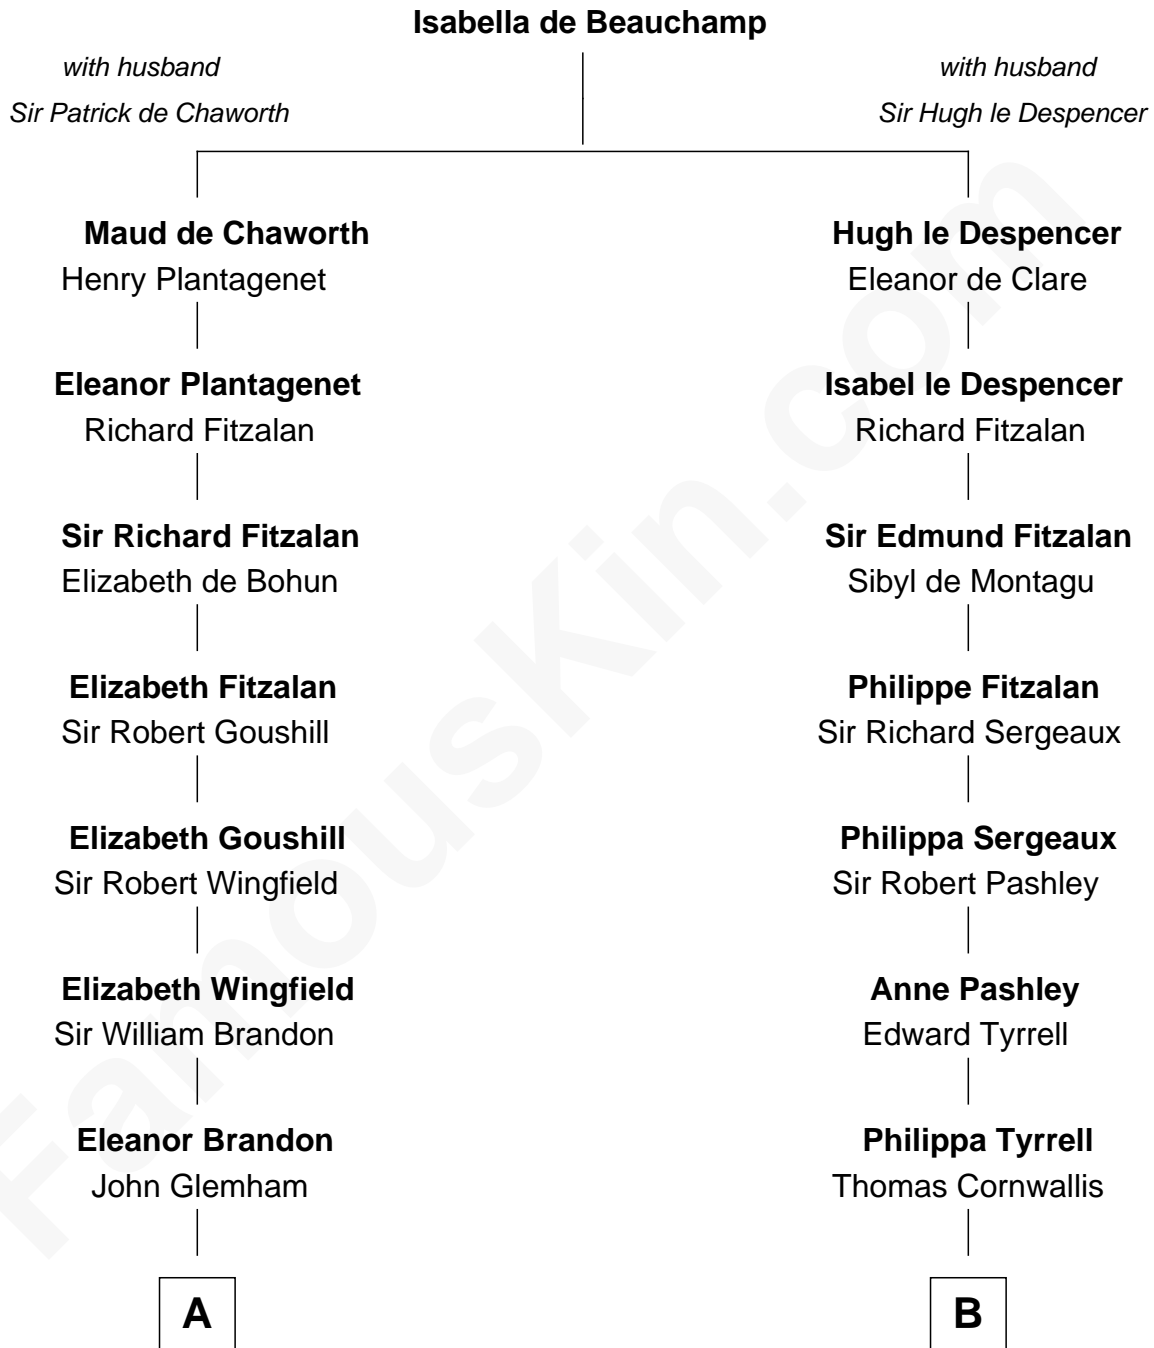 Isabella de Beauchamp
with husband
Sir Patrick de Chaworth
with husband
Sir Hugh le Despencer
Maud de Chaworth
Henry Plantagenet
Hugh le Despencer
Eleanor de Clare
Eleanor Plantagenet
Richard Fitzalan
Isabel le Despencer
Richard Fitzalan
Sir Richard Fitzalan
Elizabeth de Bohun
Sir Edmund Fitzalan
Sibyl de Montagu
Elizabeth Fitzalan
Sir Robert Goushill
Philippe Fitzalan
Sir Richard Sergeaux
Elizabeth Goushill
Sir Robert Wingfield
Philippa Sergeaux
Sir Robert Pashley
Elizabeth Wingfield
Sir William Brandon
Anne Pashley
Edward Tyrrell
Eleanor Brandon
John Glemham
Philippa Tyrrell
Thomas Cornwallis
A
B
FamousKin.com